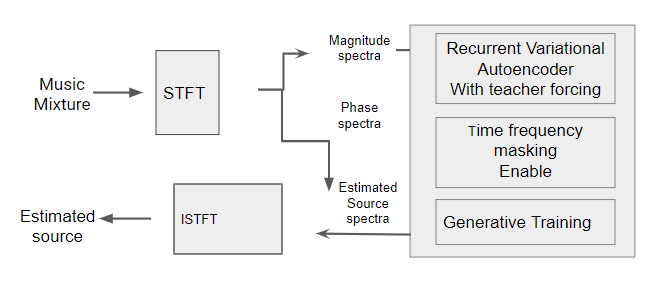 Music
Mixture
STFT
Magnitude
spectra
Phase
spectra
Recurrent Variational
Autoencoder
With teacher forcing
Time frequency
masking
Enable
Generative Training
Estimated
Source
spectra
ISTFT
Estimated
source